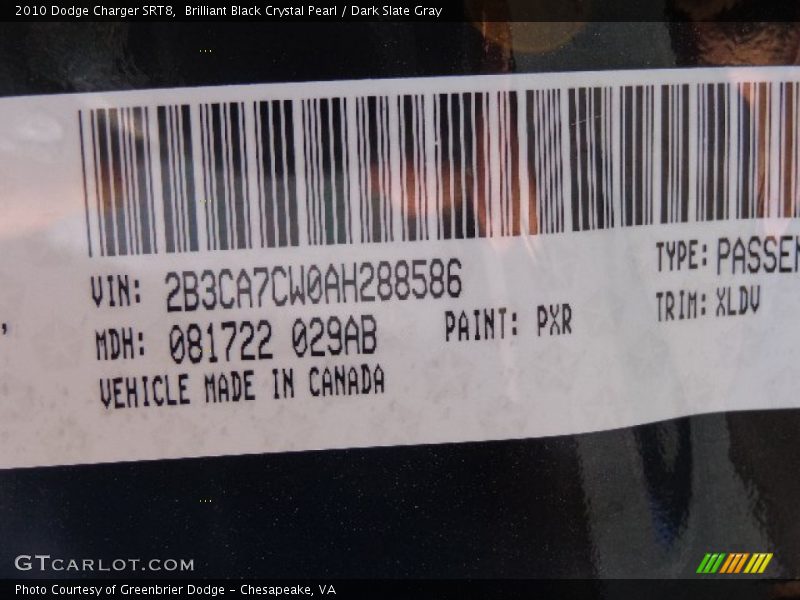 2010 Dodge Charger SRT8,  Brilliant Black Crystal Pearl / Dark Slate Gray
VIN: 2B3CA7CW0AH288586
TYPE: PASSEN
MDH: 081722 029AB
PAINT: PXR
TRIM: XLDV
VEHICLE MADE IN CANADA
GTCARLOT.COM
Photo Courtesy of Greenbrier Dodge – Chesapeake, VA